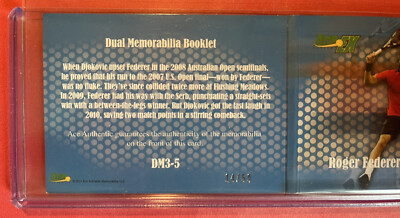 Dual Memorabilia Booklet
When Djokovic upset Federer in the 2008 Australian Open semifinals,
he proved that his run to the 2007 U.S. Open final—won by Federer—
was no fluke. They've since collided twice more at Flushing Meadows.
In 2009, Federer had his way with the Serb, punctuating a straight-sets
win with a between-the-legs winner. But Djokovic got the last laugh in
2010, saving two match points in a stirring comeback.
Ace Authentic guarantees the authenticity of the memorabilia
on the front of this card.
DM3-5
Roger Federer